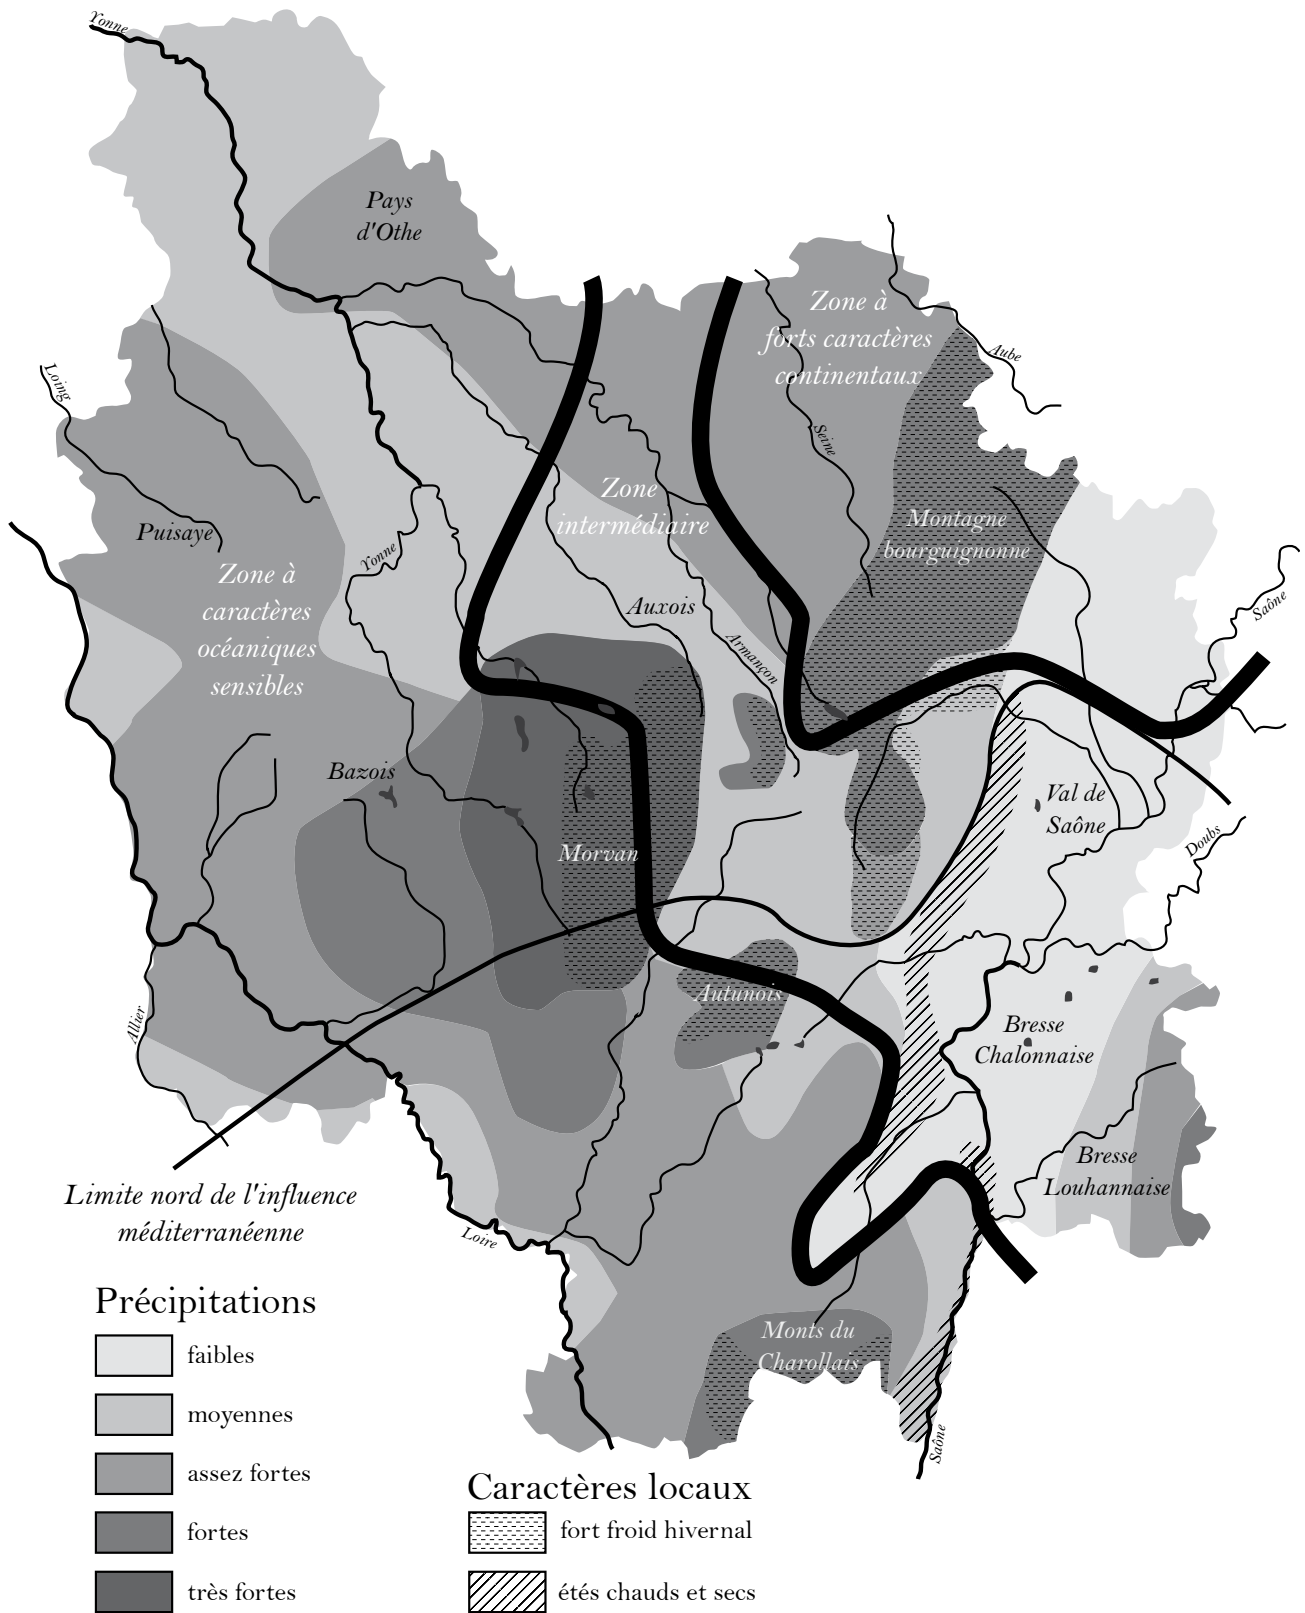 Yonne
Pays
d'Othe
Zone à
forts caractères
continentaux
Aube
Loing
Seine
Zone
intermédiaire
Montagne
bourguignonne
Puisaye
Yonne
Zone à
caractères
océaniques
sensibles
Auxois
Armançon
Saône
Bazois
Val de
Saône
Doubs
Morvan
Autunois
Allier
Bresse
Chalonnaise
Bresse
Louhannaise
Limite nord de l'influence
méditerranéenne
Loire
Monts du
Charollais
Saône
Précipitations
faibles
moyennes
assez fortes
fortes
très fortes
Caractères locaux
fort froid hivernal
étés chauds et secs